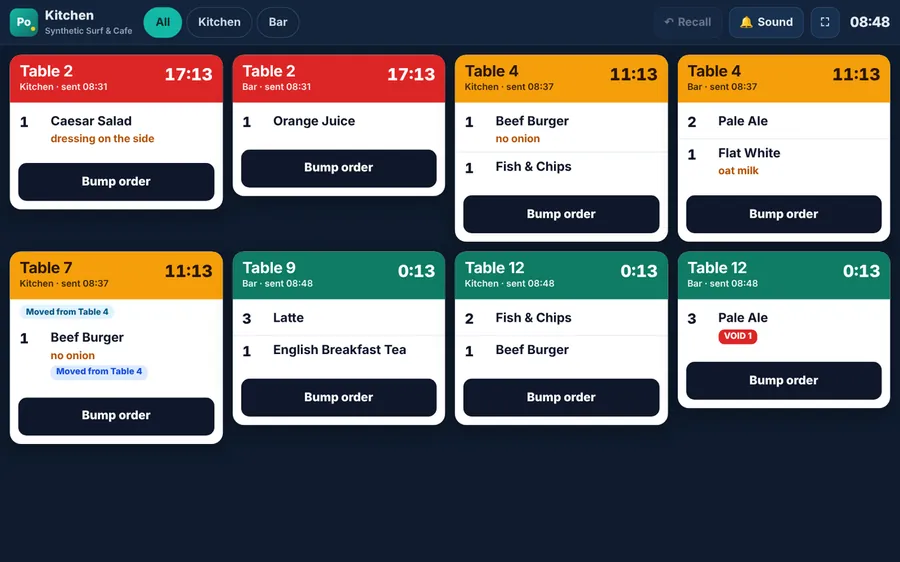 Po
Kitchen
Synthetic Surf & Cafe
All
Kitchen
Bar
↶ Recall
🔔 Sound
08:48
Table 2
17:13
Kitchen · sent 08:31
1 Caesar Salad
dressing on the side
Bump order
Table 2
17:13
Bar · sent 08:31
1 Orange Juice
Bump order
Table 4
11:13
Kitchen · sent 08:37
1 Beef Burger
no onion
1 Fish & Chips
Bump order
Table 4
11:13
Bar · sent 08:37
2 Pale Ale
1 Flat White
oat milk
Bump order
Table 7
11:13
Kitchen · sent 08:37
Moved from Table 4
1 Beef Burger
no onion
Moved from Table 4
Bump order
Table 9
0:13
Bar · sent 08:48
3 Latte
1 English Breakfast Tea
Bump order
Table 12
0:13
Kitchen · sent 08:48
2 Fish & Chips
1 Beef Burger
Bump order
Table 12
0:13
Bar · sent 08:48
3 Pale Ale
VOID 1
Bump order